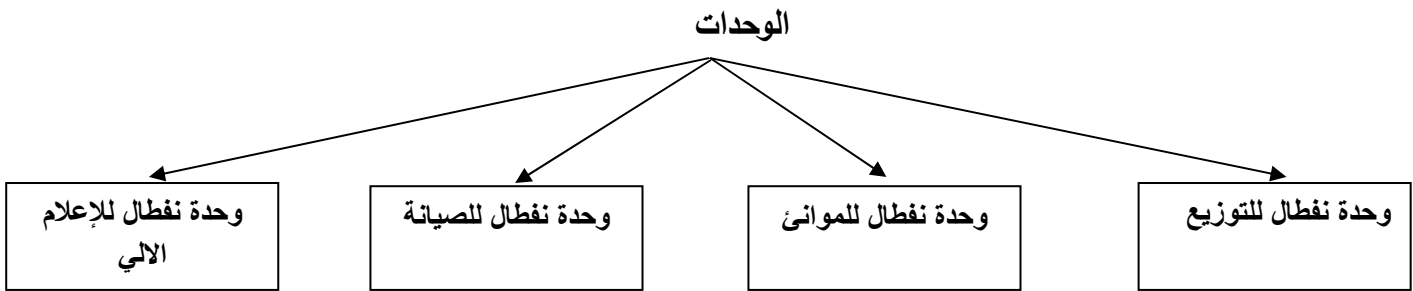 الوحدات
وحدة نفطال للتوزيع
وحدة نفطال للموانئ
وحدة نفطال للصيانة
وحدة نفطال للإعلام
الالي